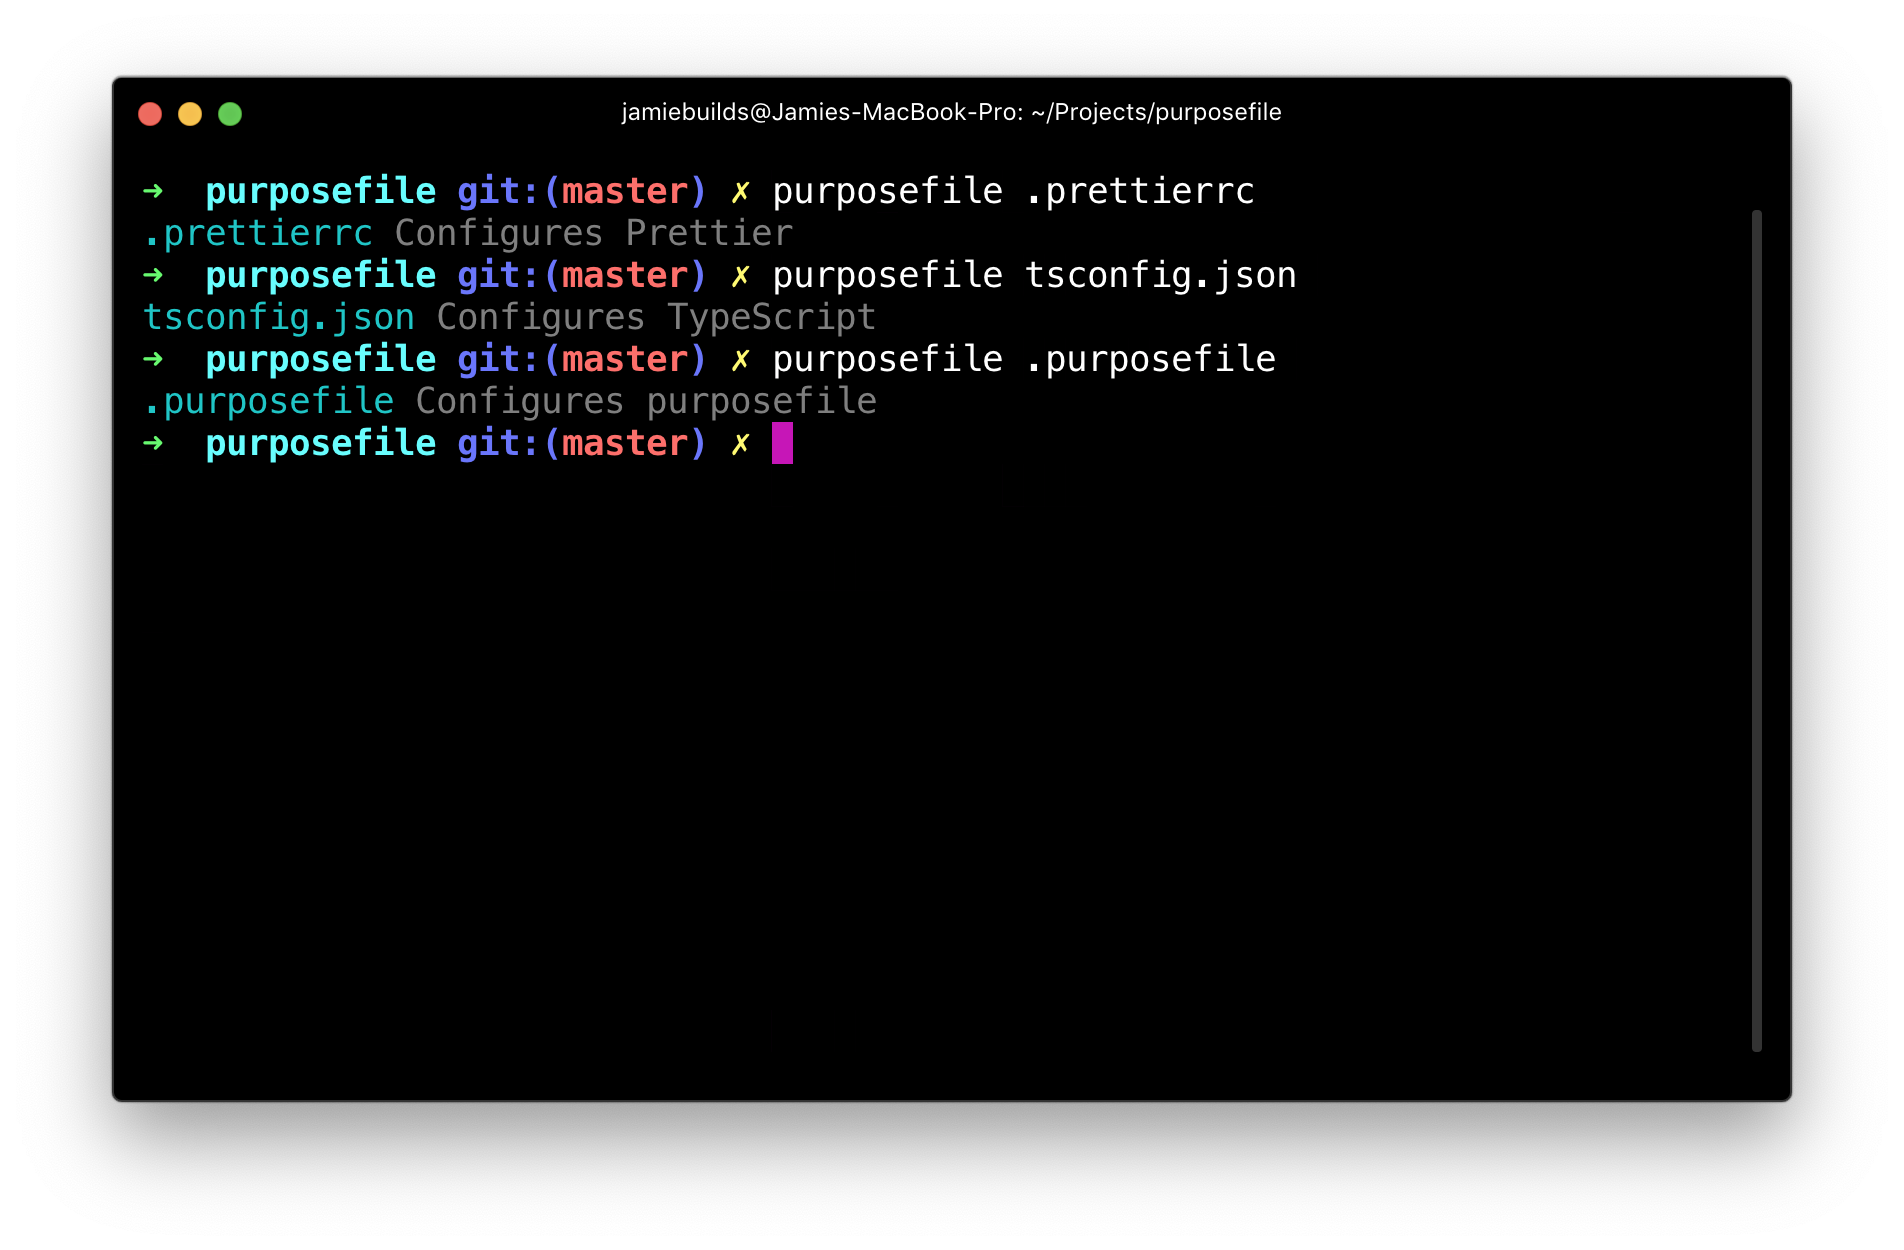 jamiebuilds@Jamies-MacBook-Pro: ~/Projects/purposefile
➜  purposefile git:(master) ✗ purposefile .prettierrc
.prettierrc Configures Prettier
➜  purposefile git:(master) ✗ purposefile tsconfig.json
tsconfig.json Configures TypeScript
➜  purposefile git:(master) ✗ purposefile .purposefile
.purposefile Configures purposefile
➜  purposefile git:(master) ✗